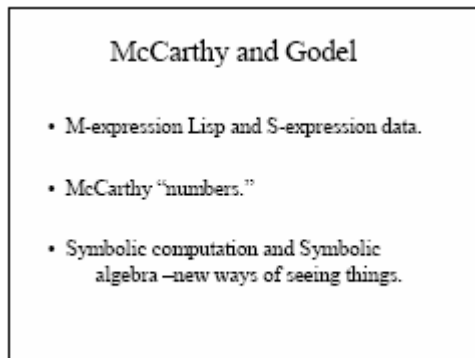 McCarthy and Godel
• M-expression Lisp and S-expression data.
• McCarthy “numbers.”
• Symbolic computation and Symbolic
algebra –new ways of seeing things.